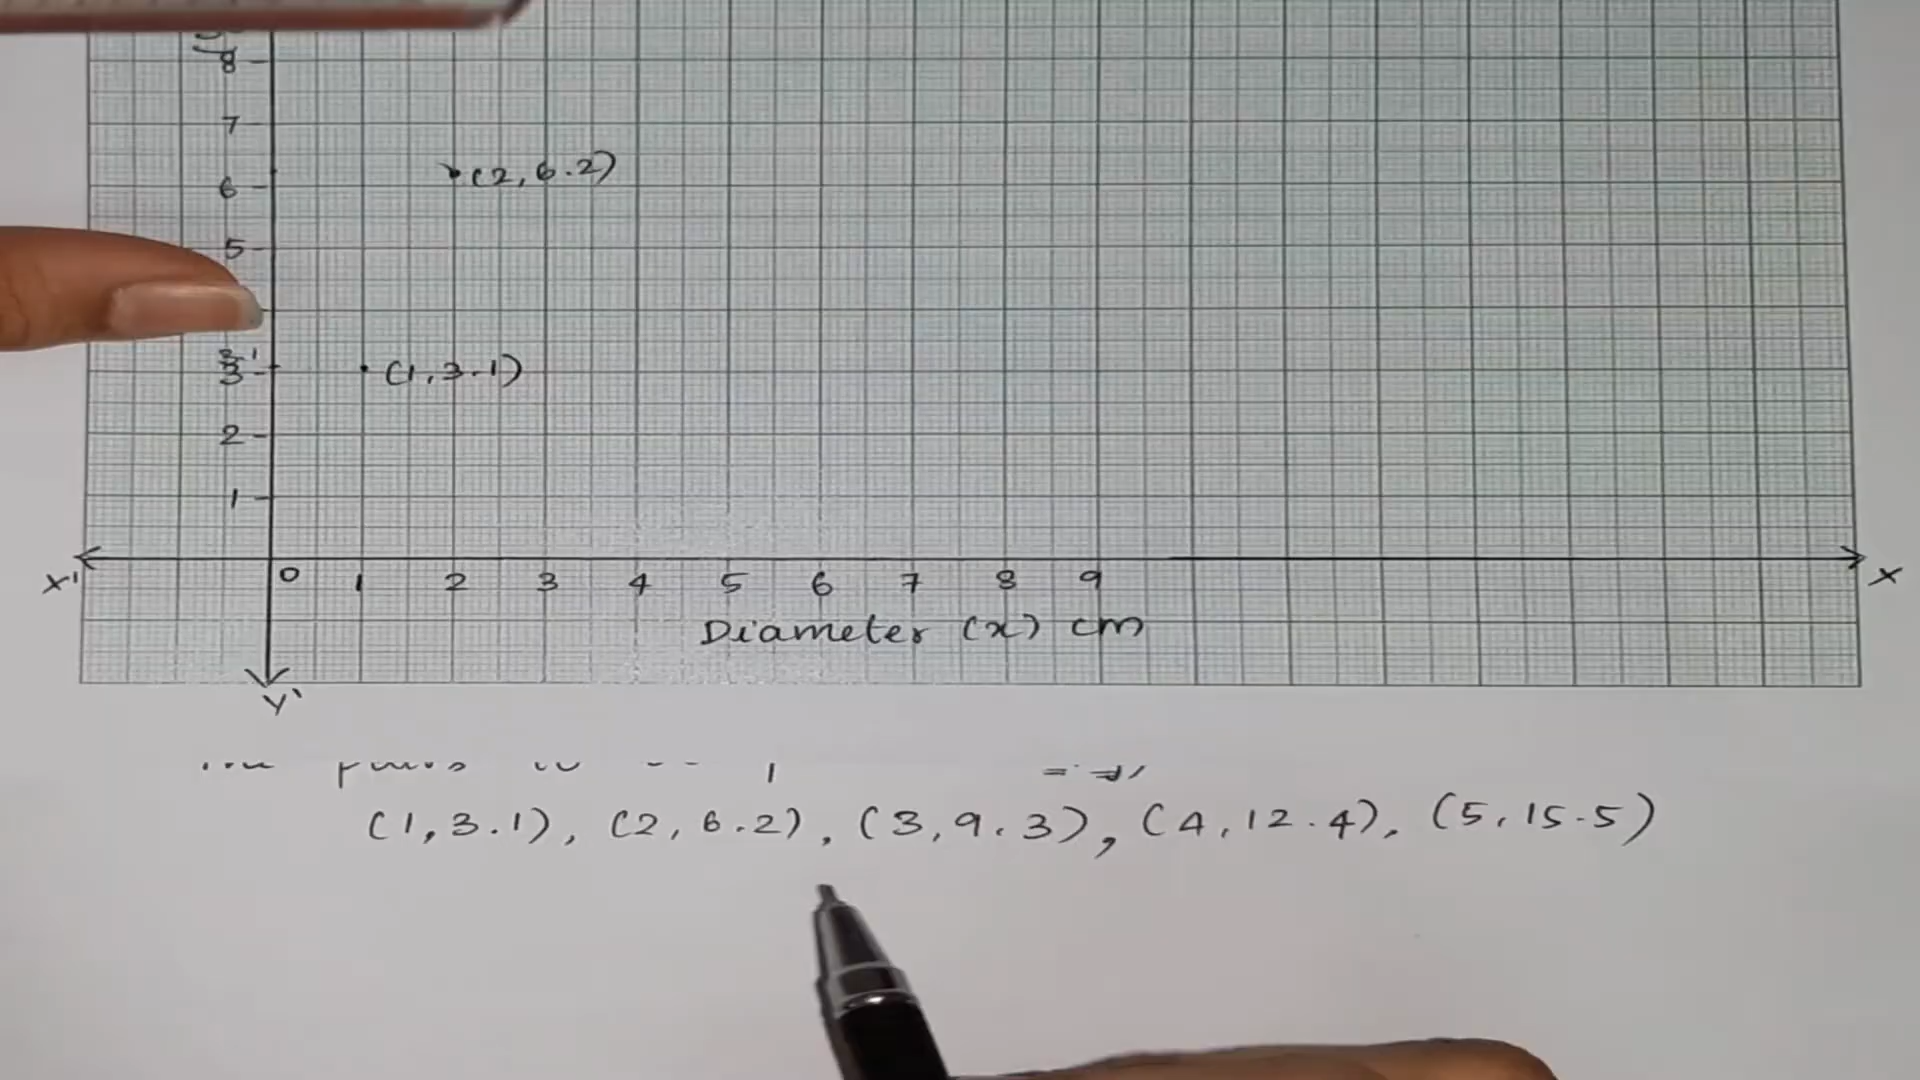 8
7
(2, 6.2)
6
5
3.1
3
(1, 3.1)
2
1
X' 0 1 2 3 4 5 6 7 8 9 X
Diameter (x) cm
Y'
(1, 3.1), (2, 6.2), (3, 9.3), (4, 12.4), (5, 15.5)